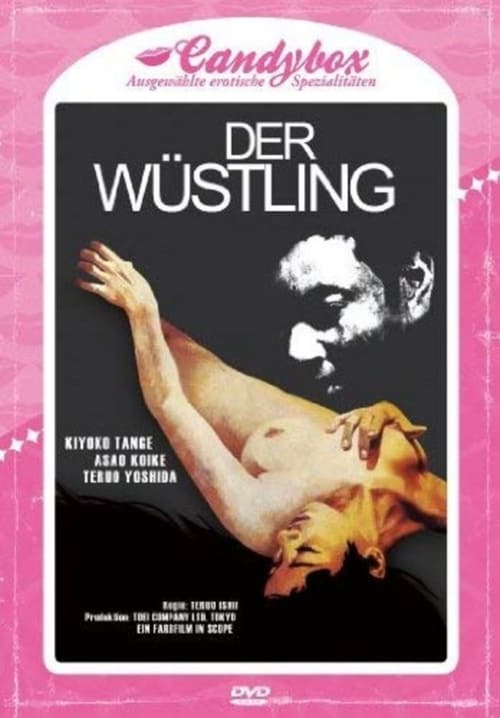 Candybox
Ausgewählte erotische Spezialitäten
DER
WÜSTLING
KIYOKO TANGE
ASAO KOIKE
TERUO YOSHIDA
Regie: TERUO ISHII
Produktion: TOEI COMPANY LTD. TOKYO
EIN FARBFILM IN SCOPE
DVD